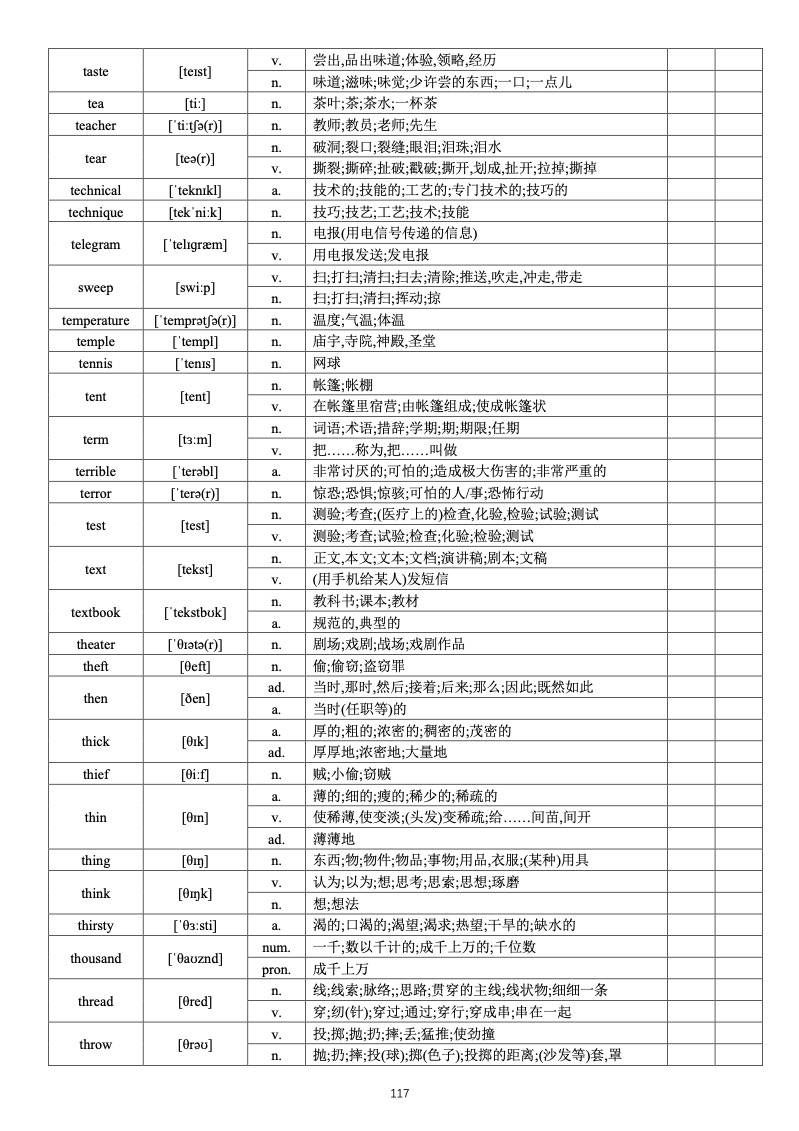 taste [teɪst] v. 尝出,品出味道;体验,领略,经历
n. 味道;滋味;味觉;少许尝的东西;一口;一点儿
tea [tiː] n. 茶叶;茶;茶水;一杯茶
teacher [ˈtiːtʃə(r)] n. 教师;教员;老师;先生
tear [teə(r)] n. 破洞;裂口;裂缝;眼泪;泪珠;泪水
v. 撕裂;撕碎;扯破;戳破;撕开,划成,扯开;拉掉;撕掉
technical [ˈteknɪkl] a. 技术的;技能的;工艺的;专门技术的;技巧的
technique [tekˈniːk] n. 技巧;技艺;工艺;技术;技能
telegram [ˈtelɪɡræm] n. 电报(用电信号传递的信息)
v. 用电报发送;发电报
sweep [swiːp] v. 扫;打扫;清扫;扫去;清除;推送,吹走,冲走,带走
n. 扫;打扫;清扫;挥动;掠
temperature [ˈtemprətʃə(r)] n. 温度;气温;体温
temple [ˈtempl] n. 庙宇,寺院,神殿,圣堂
tennis [ˈtenɪs] n. 网球
tent [tent] n. 帐篷;帐棚
v. 在帐篷里宿营;由帐篷组成;使成帐篷状
term [tɜːm] n. 词语;术语;措辞;学期;期;期限;任期
v. 把……称为,把……叫做
terrible [ˈterəbl] a. 非常讨厌的;可怕的;造成极大伤害的;非常严重的
terror [ˈterə(r)] n. 惊恐;恐惧;惊骇;可怕的人/事;恐怖行动
test [test] n. 测验;考查;(医疗上的)检查,化验,检验;试验;测试
v. 测验;考查;试验;检查;化验;检验;测试
text [tekst] n. 正文,本文;文本;文档;演讲稿;剧本;文稿
v. (用手机给某人)发短信
textbook [ˈtekstbʊk] n. 教科书;课本;教材
a. 规范的,典型的
theater [ˈθɪətə(r)] n. 剧场;戏剧;战场;戏剧作品
theft [θeft] n. 偷;偷窃;盗窃罪
then [ðen] ad. 当时,那时,然后;接着;后来;那么;因此;既然如此
a. 当时(任职等)的
thick [θɪk] a. 厚的;粗的;浓密的;稠密的;茂密的
ad. 厚厚地;浓密地;大量地
thief [θiːf] n. 贼;小偷;窃贼
thin [θɪn] a. 薄的;细的;瘦的;稀少的;稀疏的
v. 使稀薄,使变淡;(头发)变稀疏;给……间苗,间开
ad. 薄薄地
thing [θɪŋ] n. 东西;物;物件;物品;事物;用品,衣服;(某种)用具
think [θɪŋk] v. 认为;以为;想;思考;思索;思想;琢磨
n. 想;想法
thirsty [ˈθɜːsti] a. 渴的;口渴的;渴望;渴求;热望;干旱的;缺水的
thousand [ˈθaʊznd] num. 一千;数以千计的;成千上万的;千位数
pron. 成千上万
thread [θred] n. 线;线索;脉络;;思路;贯穿的主线;线状物;细细一条
v. 穿;纫(针);穿过;通过;穿行;穿成串;串在一起
throw [θrəʊ] v. 投;掷;抛;扔;摔;丢;猛推;使劲撞
n. 抛;扔;摔;投(球);掷(色子);投掷的距离;(沙发等)套,罩
117